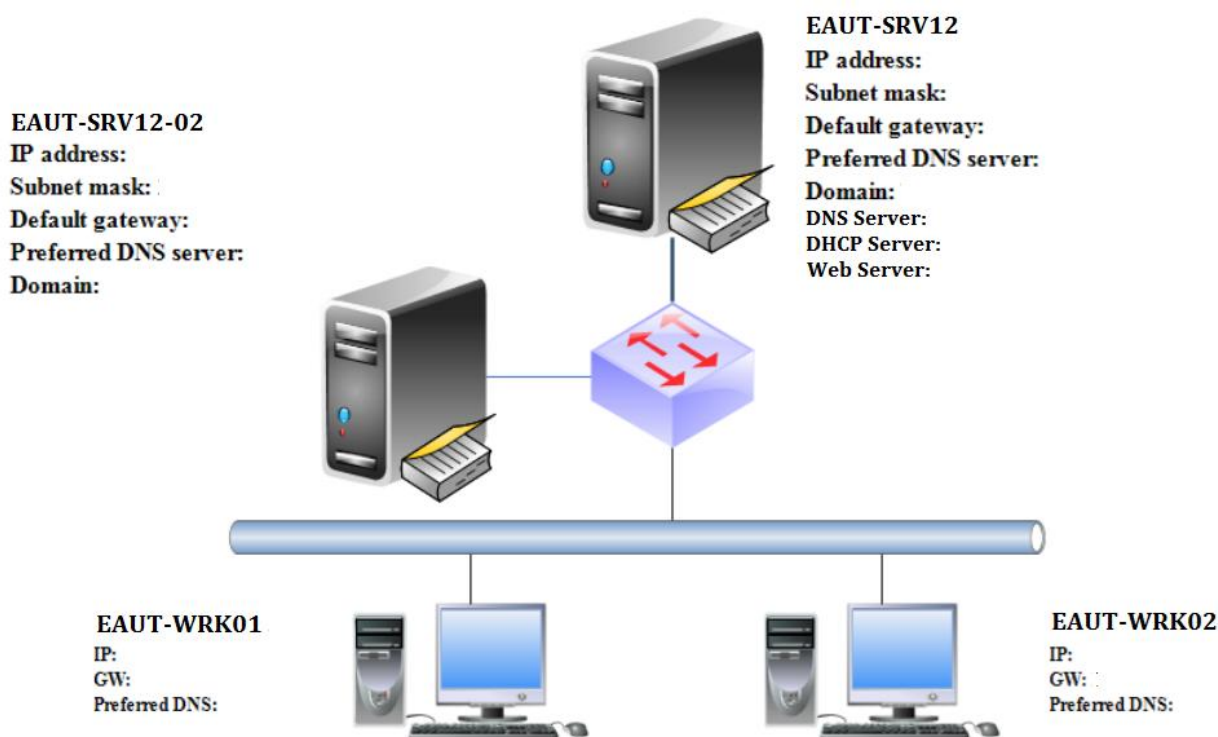 EAUT-SRV12
IP address:
Subnet mask:
Default gateway:
Preferred DNS server:
Domain:
DNS Server:
DHCP Server:
Web Server:
EAUT-SRV12-02
IP address:
Subnet mask:
Default gateway:
Preferred DNS server:
Domain:
EAUT-WRK01
IP:
GW:
Preferred DNS:
EAUT-WRK02
IP:
GW:
Preferred DNS: